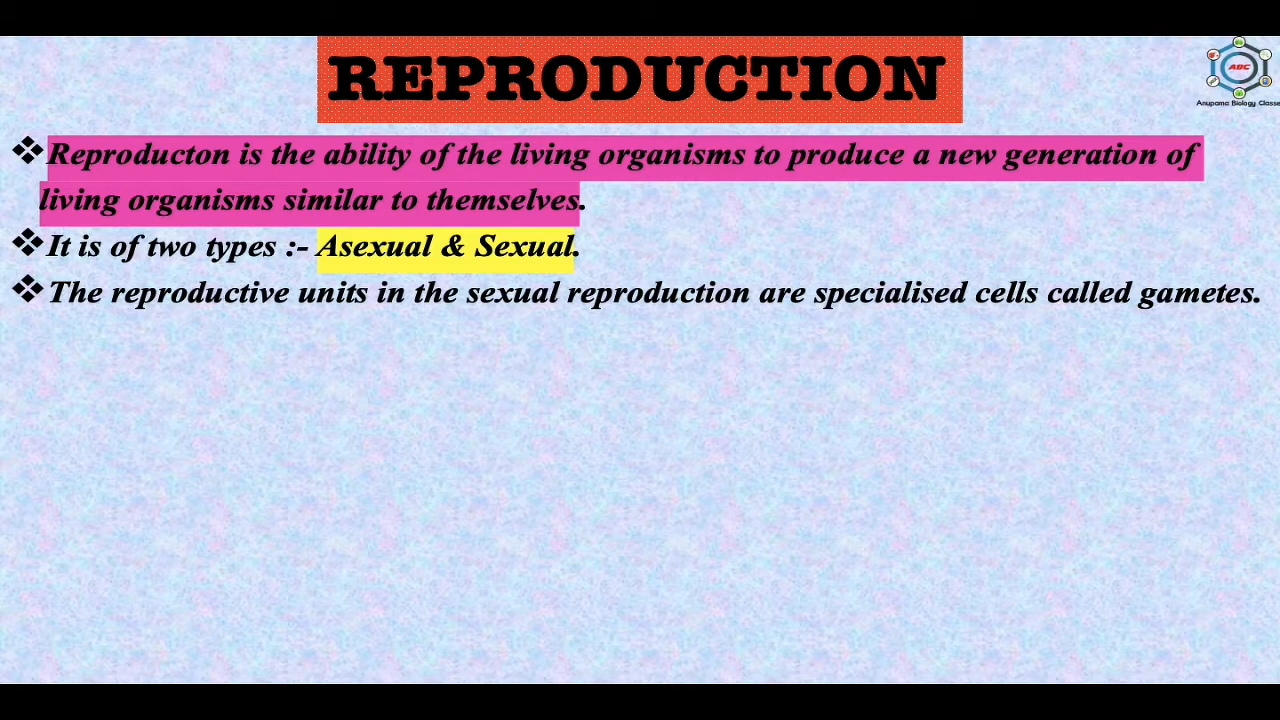 REPRODUCTION
ABC
Anupama Biology Classe
❖Reproducton is the ability of the living organisms to produce a new generation of
living organisms similar to themselves.
❖It is of two types :- Asexual & Sexual.
❖The reproductive units in the sexual reproduction are specialised cells called gametes.